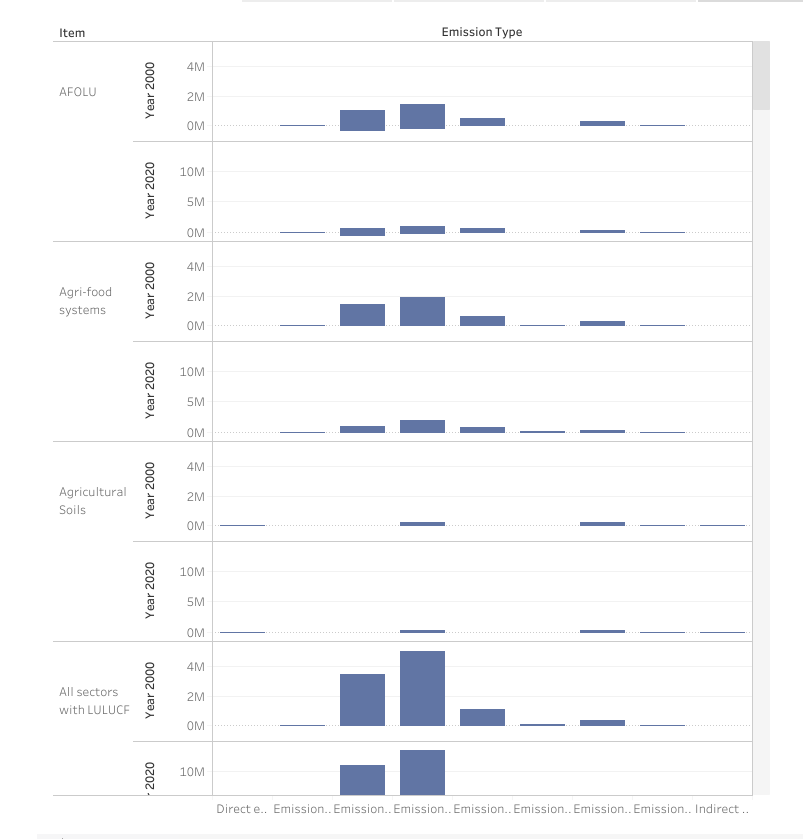 Item
Emission Type
AFOLU
Year 2000
4M
2M
0M
Year 2020
10M
5M
0M
Agri-food
systems
Year 2000
4M
2M
0M
Year 2020
10M
5M
0M
Agricultural
Soils
Year 2000
4M
2M
0M
Year 2020
10M
5M
0M
All sectors
with LULUCF
Year 2000
4M
2M
0M
2020
10M
Direct e.. Emission.. Emission.. Emission.. Emission.. Emission.. Emission.. Emission.. Indirect ..